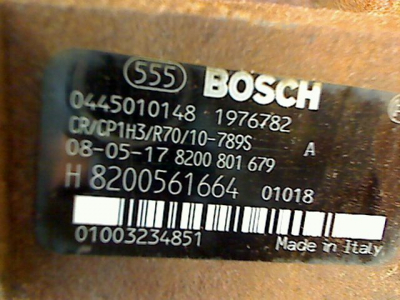 555 BOSCH
0445010148 1976782
CR/CP1H3/R70/10-789S A
08-05-17 8200 801 679
H 8200561664 01018
01003234851 Made in Italy